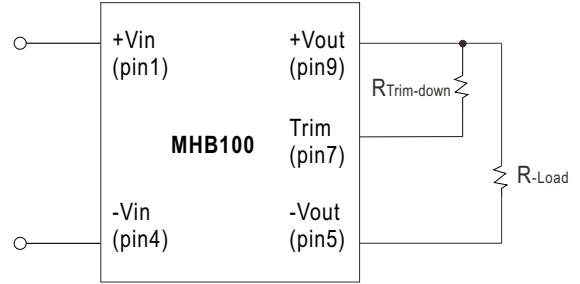 +Vin
(pin1)
+Vout
(pin9)
RTrim-down
Trim
(pin7)
MHB100
R-Load
-Vin
(pin4)
-Vout
(pin5)